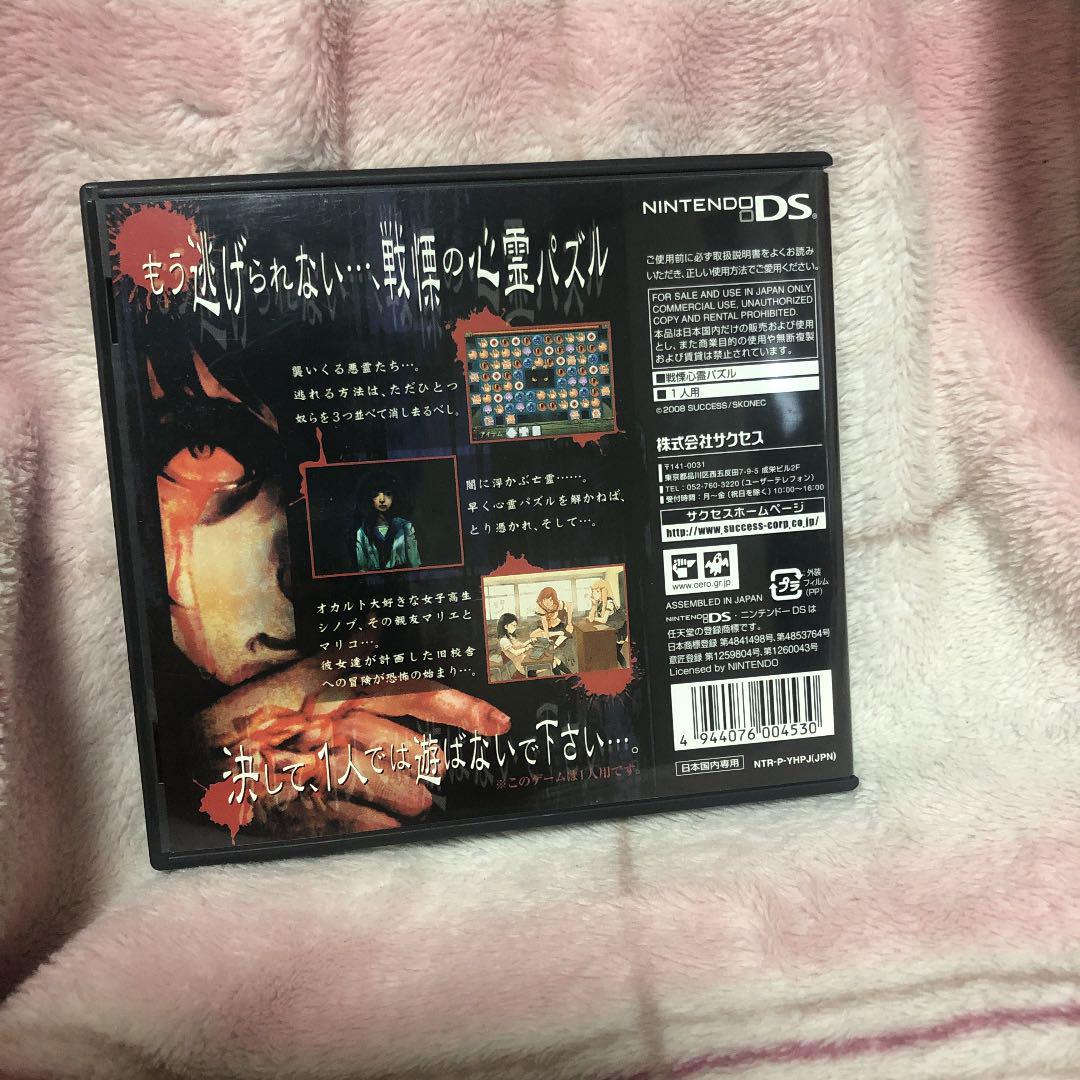 もう逃げられない…、戦慄の心霊パズル
襲いくる悪霊たち…。
逃れる方法は、ただひとつ
奴らを3つ並べて消し去るべし。
アイテム
闇に浮かぶ亡霊……。
早く心霊パズルを解かねば、
とり憑かれ、そして…。
オカルト大好きな女子高生
シノブ、その親友マリエと
マリコ…。
彼女達が計画した旧校舎
への冒険が恐怖の始まり…。
決して、1人では遊ばないで下さい…。
※このゲームは1人用です。
NINTENDO DS®
ご使用前に必ず取扱説明書をよくお読み
いただき、正しい使用方法でご愛用ください。
FOR SALE AND USE IN JAPAN ONLY.
COMMERCIAL USE, UNAUTHORIZED
COPY AND RENTAL PROHIBITED.
本品は日本国内だけの販売および使用
とし、また商業目的の使用や無断複製
および賃貸は禁止されています。
■戦慄心霊パズル
■1人用
©2008 SUCCESS/SKONEC
株式会社サクセス
〒141-0031
東京都品川区西五反田7-9-5 成栄ビル2F
TEL:052-760-3220(ユーザーテレフォン)
受付時間:月~金(祝日を除く)10:00~16:00
サクセスホームページ
http://www.success-corp.co.jp/
www.cero.gr.jp
プラ
外装
フィルム
(PP)
ASSEMBLED IN JAPAN
NINTENDO DS・ニンテンドーDSは
任天堂の登録商標です。
日本商標登録 第4841498号、第4853764号
意匠登録 第1259804号、第1260043号
Licensed by NINTENDO
4 944076 004530
日本国内専用
NTR-P-YHPJ(JPN)